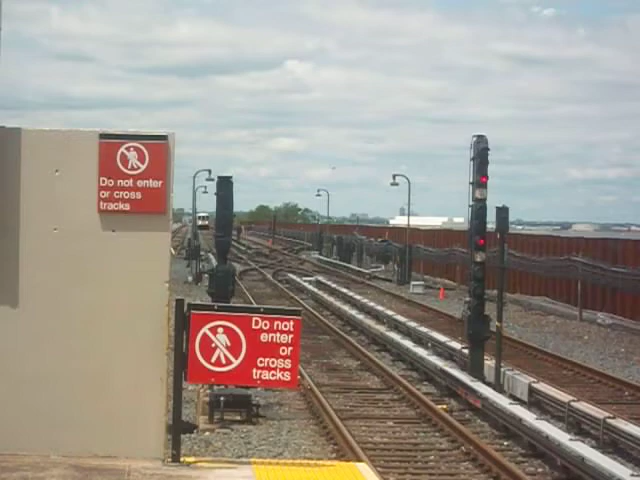 Do not enter
or cross
tracks
Do not
enter
or
cross
tracks